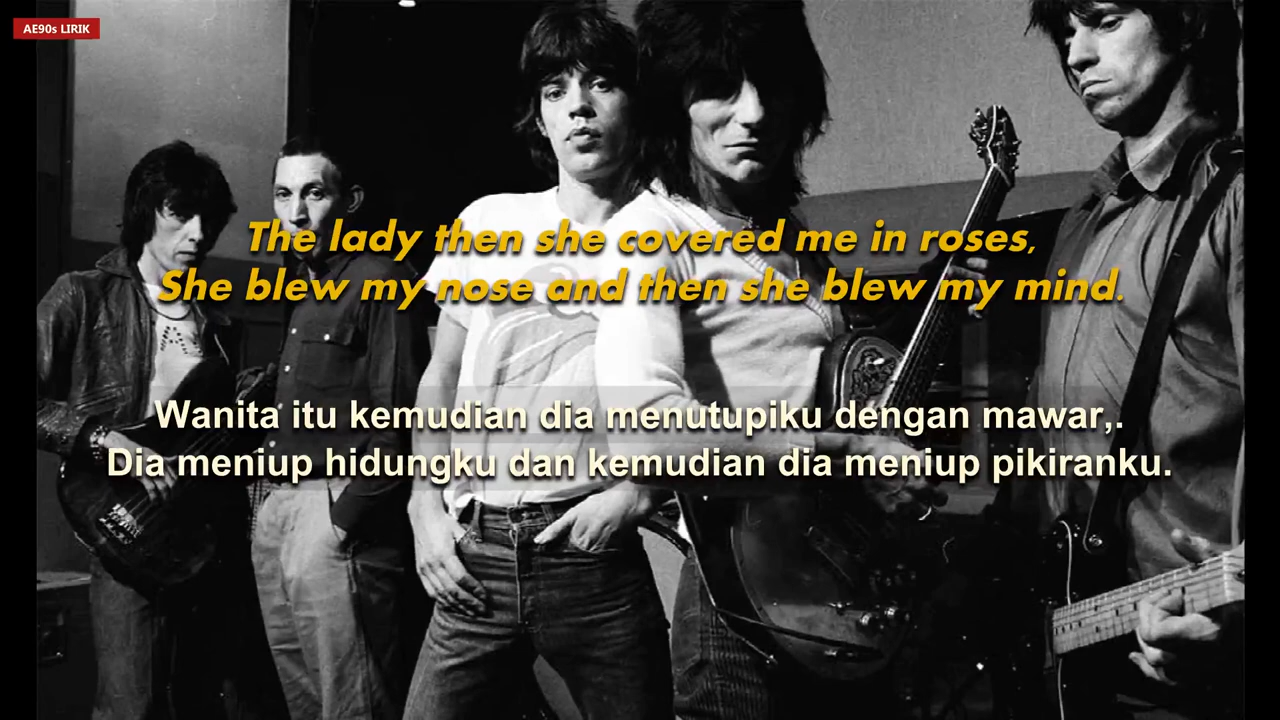 AE90s LIRIK
The lady then she covered me in roses,
She blew my nose and then she blew my mind.
Wanita itu kemudian dia menutupiku dengan mawar,.
Dia meniup hidungku dan kemudian dia meniup pikiranku.